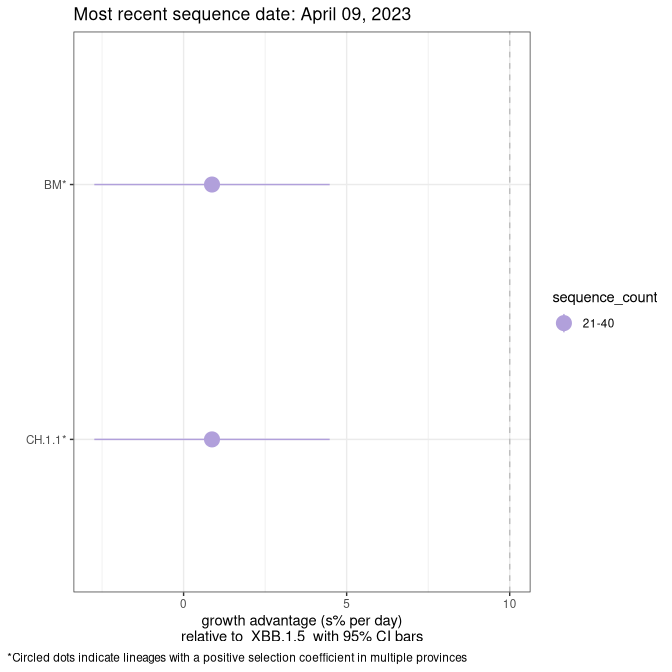 Most recent sequence date: April 09, 2023
BM*
CH.1.1*
0 5 10
growth advantage (s% per day)
relative to  XBB.1.5  with 95% CI bars
sequence_count
21-40
*Circled dots indicate lineages with a positive selection coefficient in multiple provinces